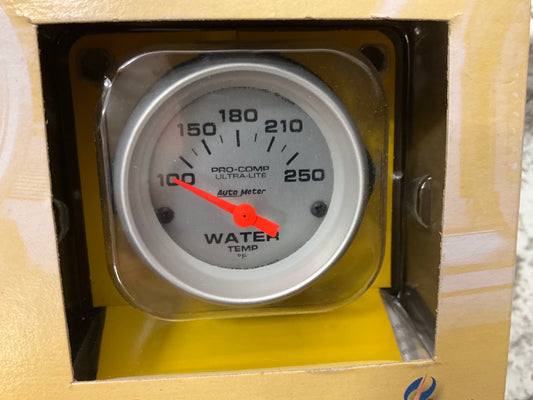 180
150 210
100 250
PRO-COMP
ULTRA-LITE
Auto Meter
WATER
TEMP
°F